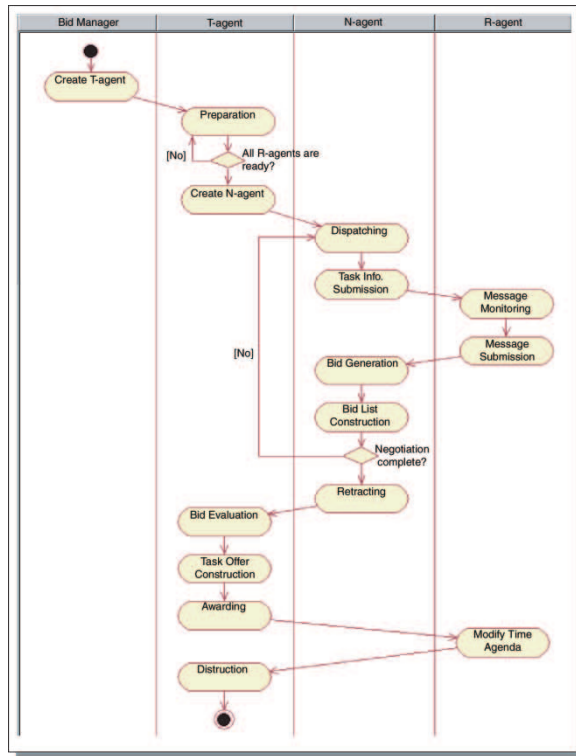 Bid Manager
T-agent
N-agent
R-agent
Create T-agent
Preparation
[No]
All R-agents are
ready?
Create N-agent
Dispatching
Task Info.
Submission
Message
Monitoring
Message
Submission
[No]
Bid Generation
Bid List
Construction
Negotiation
complete?
Retracting
Bid Evaluation
Task Offer
Construction
Awarding
Modify Time
Agenda
Distruction